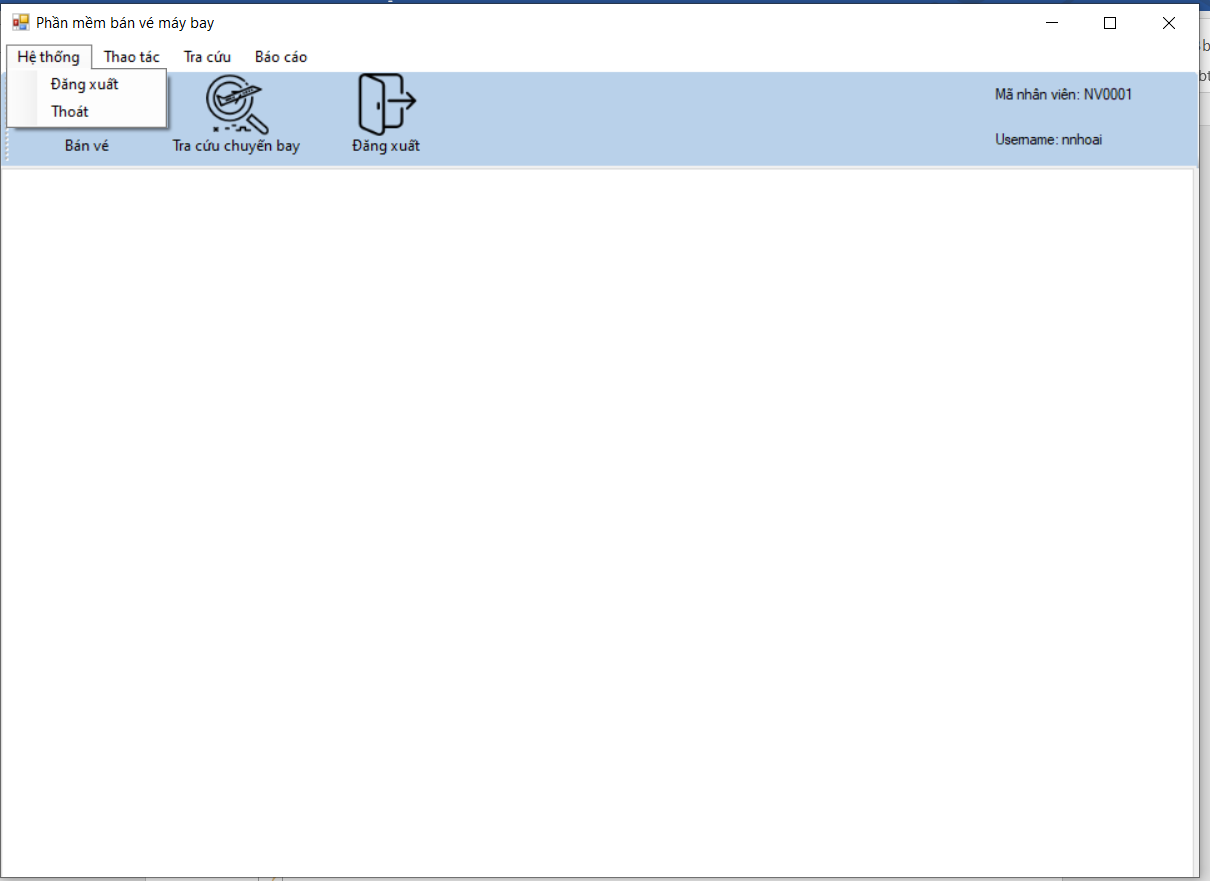 Phần mềm bán vé máy bay
Hệ thống Thao tác Tra cứu Báo cáo
Đăng xuất
Thoát
Bán vé Tra cứu chuyến bay Đăng xuất
Mã nhân viên: NV0001
Username: nnhoai